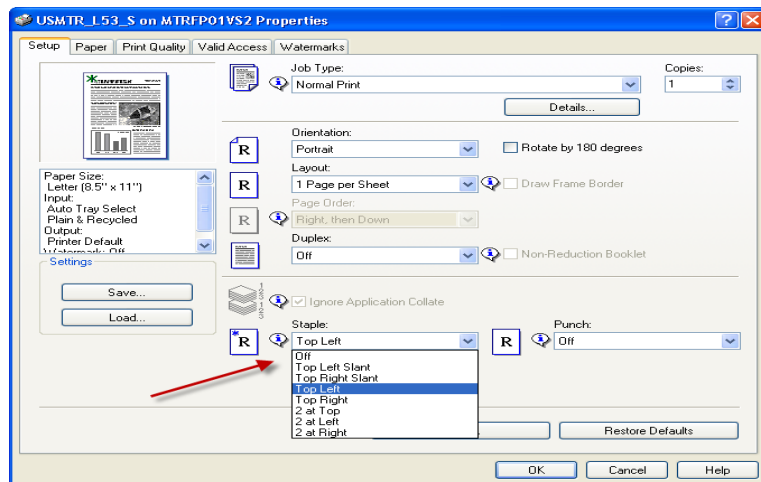 USMTR_L53_S on MTRFP01VS2 Properties
Setup Paper Print Quality Valid Access Watermarks
Job Type:
Normal Print
Copies:
1
Details...
Orientation:
Portrait
Rotate by 180 degrees
Layout:
1 Page per Sheet
Draw Frame Border
Page Order:
Right, then Down
Duplex:
Off
Non-Reduction Booklet
Paper Size:
Letter (8.5" x 11")
Input:
Auto Tray Select
Plain & Recycled
Output:
Printer Default
Settings
Save...
Load...
Ignore Application Collate
Staple:
Top Left
Punch:
Off
Off
Top Left Slant
Top Right Slant
Top Left
Top Right
2 at Top
2 at Left
2 at Right
Restore Defaults
OK Cancel Help